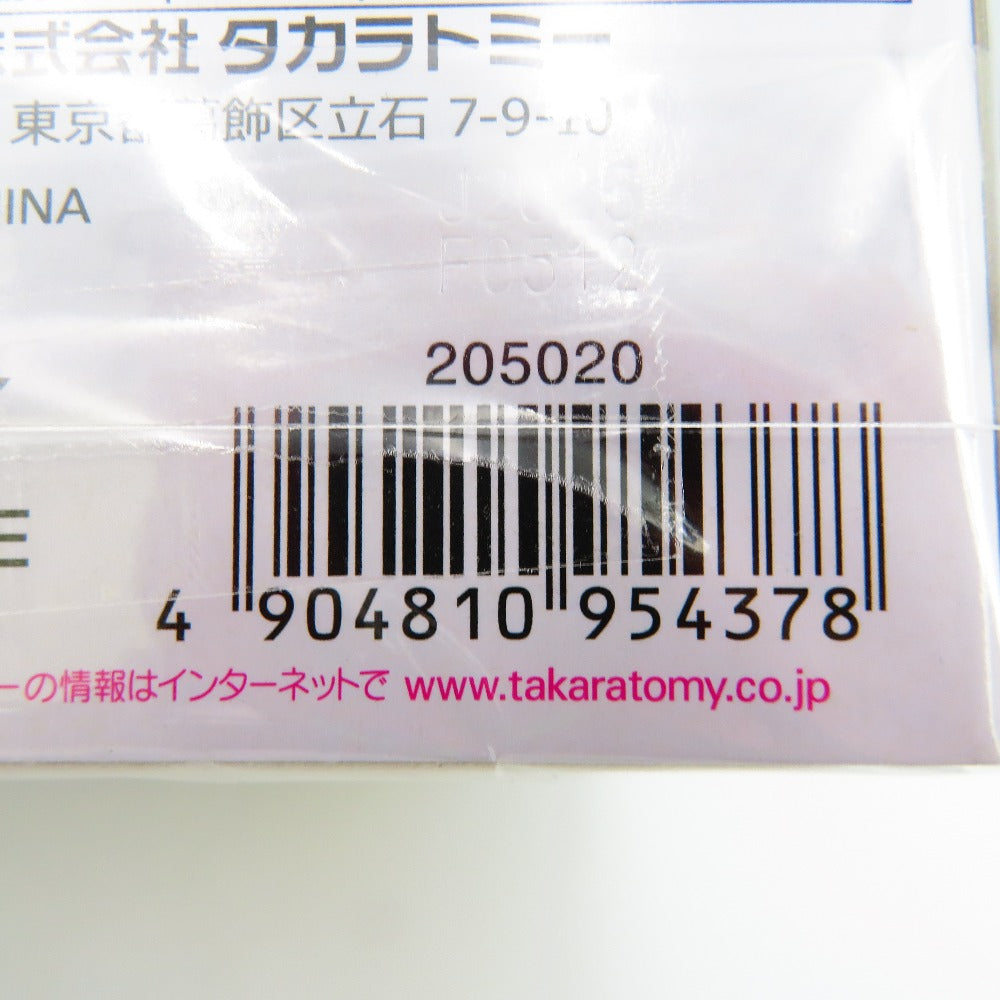 式会社 タカラトミー
東京都葛飾区立石 7-9-10
INA
F0512
205020
4 904810 954378
ーの情報はインターネットで www.takaratomy.co.jp